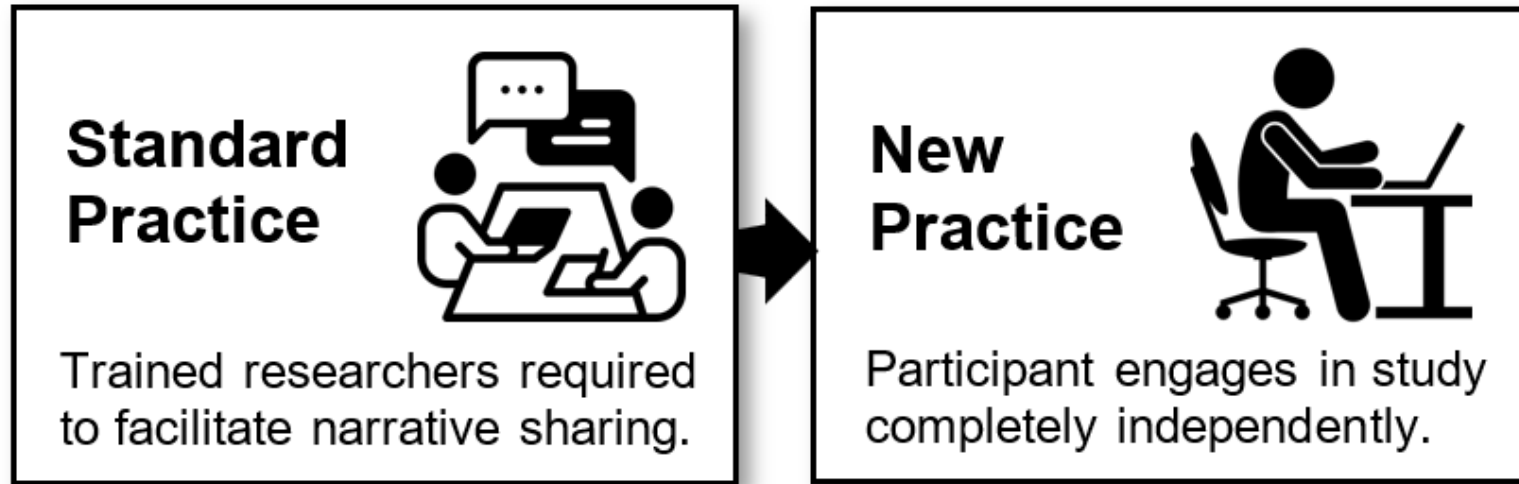 Standard
Practice
Trained researchers required
to facilitate narrative sharing.
New
Practice
Participant engages in study
completely independently.